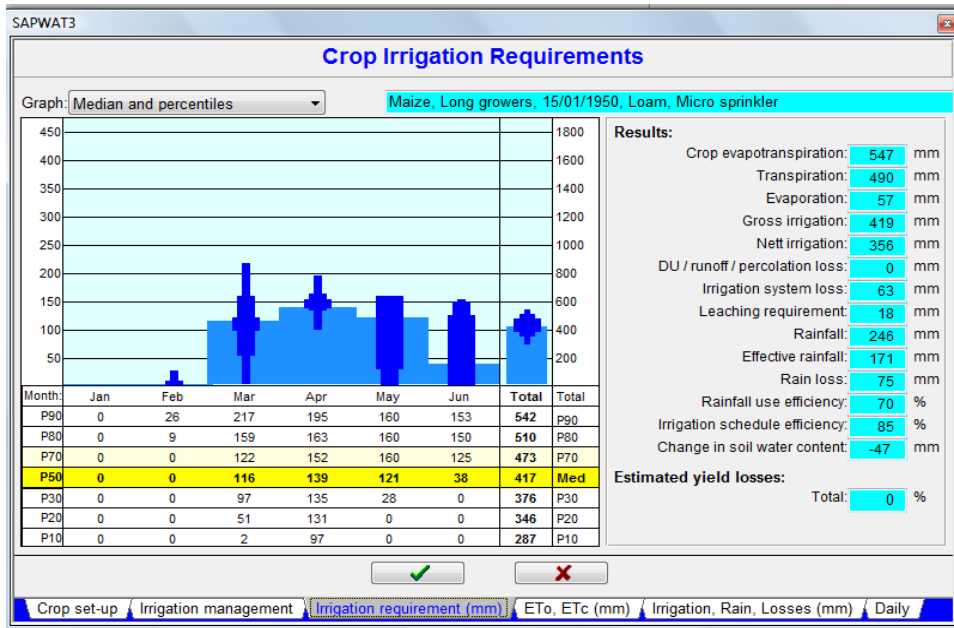 SAPWAT3
Crop Irrigation Requirements
Graph: Median and percentiles
Maize, Long growers, 15/01/1950, Loam, Micro sprinkler
450 1800
400 1600
350 1400
300 1200
250 1000
200 800
150 600
100 400
50 200
Month: Jan Feb Mar Apr May Jun Total Total
P90 0 26 217 195 160 153 542 P90
P80 0 9 159 163 160 150 510 P80
P70 0 0 122 152 160 125 473 P70
P50 0 0 116 139 121 38 417 Med
P30 0 0 97 135 28 0 376 P30
P20 0 0 51 131 0 0 346 P20
P10 0 0 2 97 0 0 287 P10
Results:
Crop evapotranspiration: 547 mm
Transpiration: 490 mm
Evaporation: 57 mm
Gross irrigation: 419 mm
Nett irrigation: 356 mm
DU / runoff / percolation loss: 0 mm
Irrigation system loss: 63 mm
Leaching requirement: 18 mm
Rainfall: 246 mm
Effective rainfall: 171 mm
Rain loss: 75 mm
Rainfall use efficiency: 70 %
Irrigation schedule efficiency: 85 %
Change in soil water content: -47 mm
Estimated yield losses:
Total: 0 %
Crop set-up Irrigation management Irrigation requirement (mm) ETo, ETc (mm) Irrigation, Rain, Losses (mm) Daily